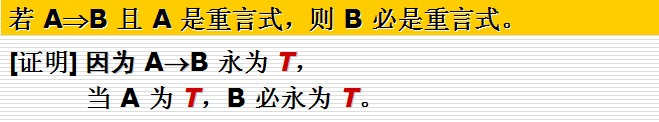 若 A⇒B 且 A 是重言式，则 B 必是重言式。
[证明] 因为 A→B 永为 T，
当 A 为 T，B 必永为 T。